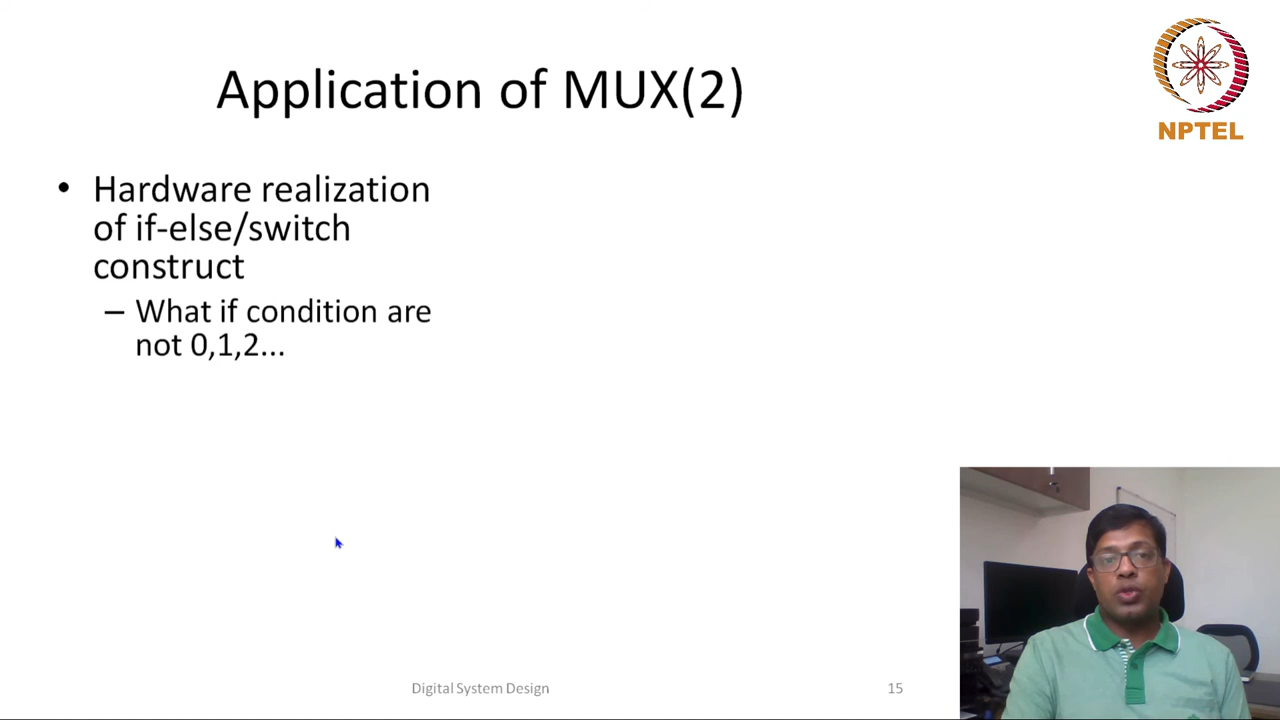 Application of MUX(2)
NPTEL
• Hardware realization
of if-else/switch
construct
– What if condition are
not 0,1,2...
Digital System Design
15